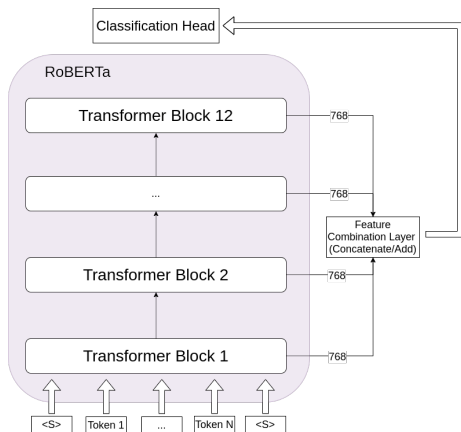 Classification Head
RoBERTa
Transformer Block 12
768
...
768
Feature
Combination Layer
(Concatenate/Add)
Transformer Block 2
768
Transformer Block 1
768
<S>
Token 1
...
Token N
<S>